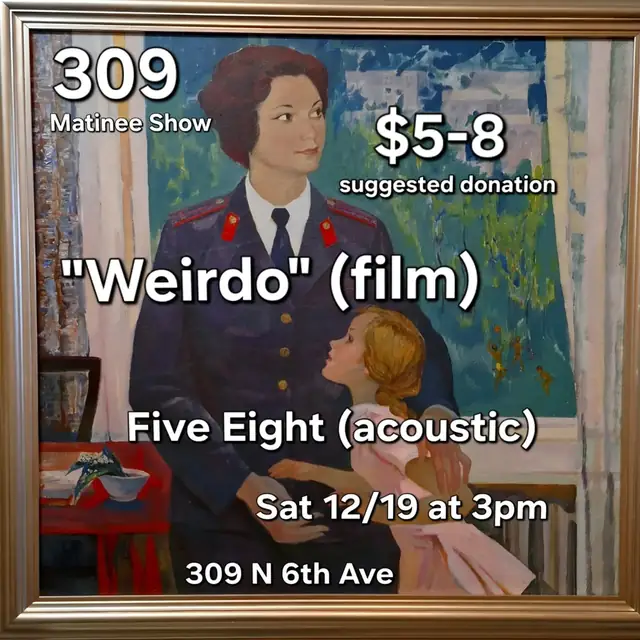 309
Matinee Show
$5-8
suggested donation
"Weirdo" (film)
Five Eight (acoustic)
Sat 12/19 at 3pm
309 N 6th Ave